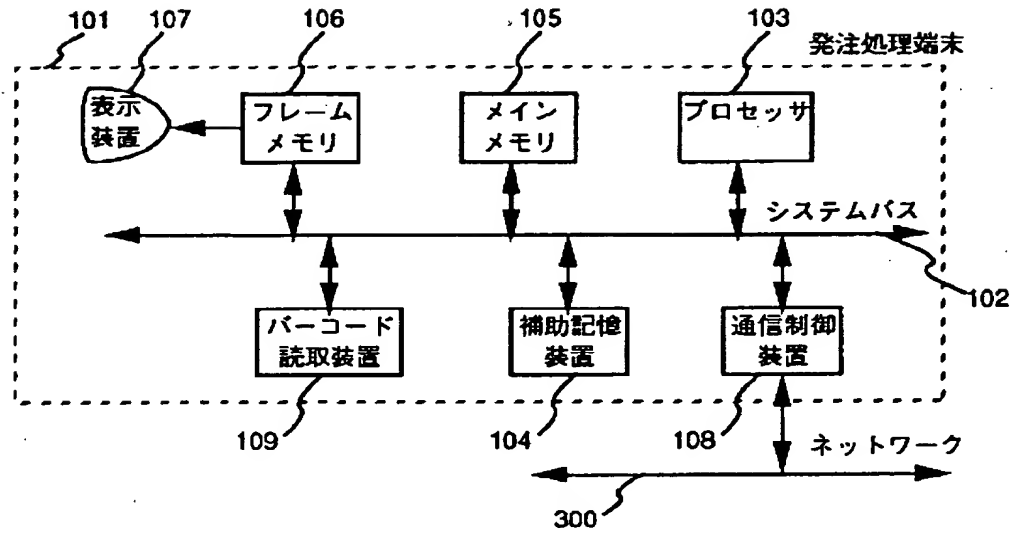 101
107
106
105
103
発注処理端末
表示
装置
フレーム
メモリ
メイン
メモリ
プロセッサ
システムバス
102
バーコード
読取装置
補助記憶
装置
通信制御
装置
109
104
108
ネットワーク
300